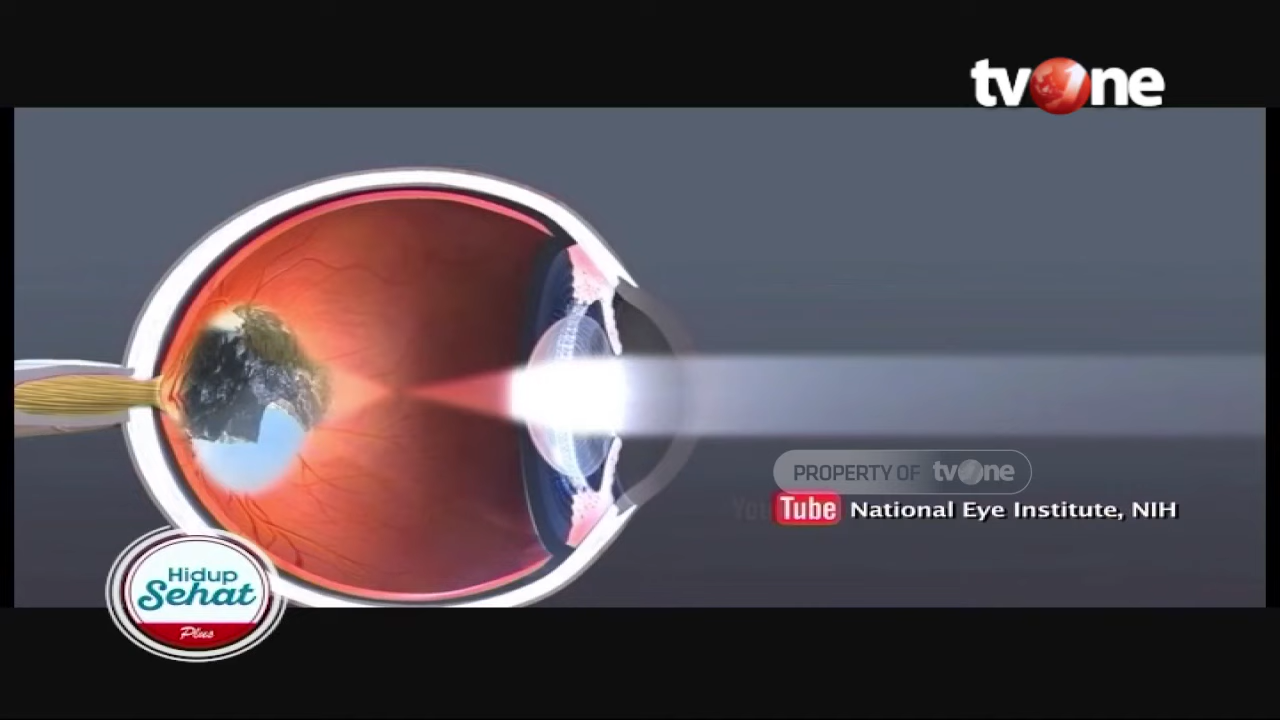 tvOne
PROPERTY OF tvOne
YouTube National Eye Institute, NIH
Hidup
Sehat
Plus